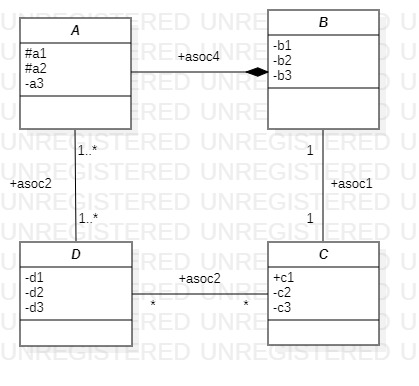 A
#a1
#a2
-a3
+asoc4
B
-b1
-b2
-b3
1..*
+asoc2
1..*
1
+asoc1
1
D
-d1
-d2
-d3
+asoc2
*
*
C
+c1
-c2
-c3
UNREGISTERED UNREGISTERED